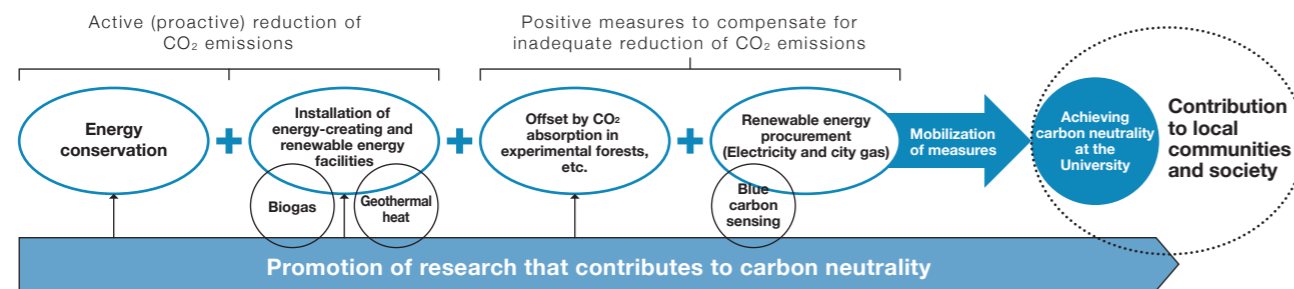 Active (proactive) reduction of
CO₂ emissions
Positive measures to compensate for
inadequate reduction of CO₂ emissions
Energy
conservation
Installation of
energy-creating and
renewable energy
facilities
Biogas
Geothermal
heat
Offset by CO₂
absorption in
experimental forests,
etc.
Renewable energy
procurement
(Electricity and city gas)
Blue
carbon
sensing
Mobilization
of measures
Achieving
carbon neutrality
at the
University
Contribution
to local
communities
and society
Promotion of research that contributes to carbon neutrality